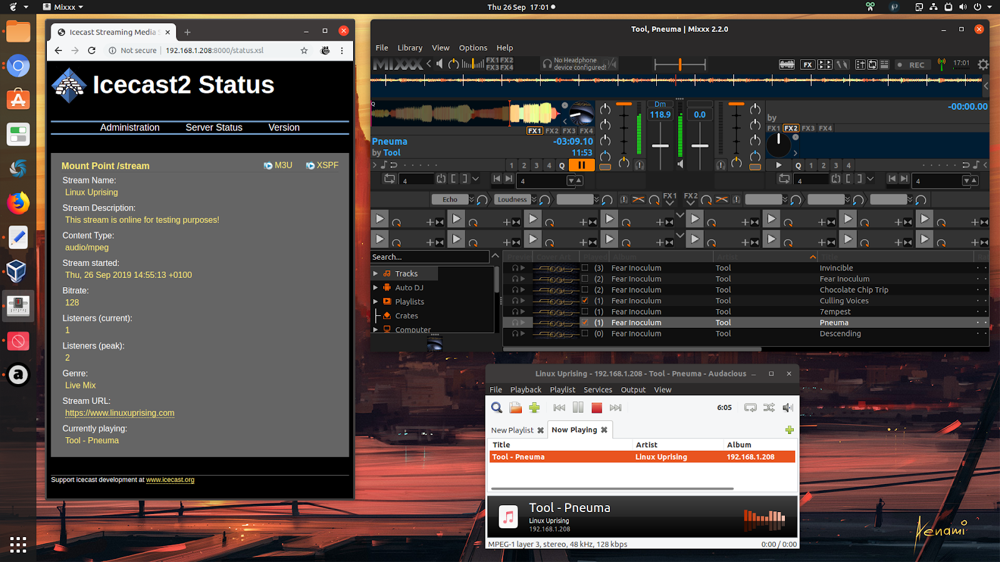 Mixxx
Thu 26 Sep 17:01
Icecast Streaming Media S
Not secure
192.168.1.208:8000/status.xsl
Icecast2 Status
Administration
Server Status
Version
Mount Point /stream
M3U
XSPF
Stream Name:
Linux Uprising
Stream Description:
This stream is online for testing purposes!
Content Type:
audio/mpeg
Stream started:
Thu, 26 Sep 2019 14:55:13 +0100
Bitrate:
128
Listeners (current):
1
Listeners (peak):
2
Genre:
Live Mix
Stream URL:
https://www.linuxuprising.com
Currently playing:
Tool - Pneuma
Support icecast development at www.icecast.org
Tool, Pneuma | Mixxx 2.2.0
File Library View Options Help
MIXXX
FX1 FX2
FX3 FX4
No Headphone
device configured!
FX
REC
17:01
Q
FX1 FX2 FX3 FX4
Pneuma
-03:09.10
by Tool
11:53
1 2 3 4 Q
Dm
118.9
0.0
-00:00.00
by
FX1 FX2 FX3 FX4
Q 1 2 3 4
4
4
4
4
Echo
Loudness
FX1
FX2
Search...
Tracks
Auto DJ
Playlists
Crates
Computer
Preview Cover Art Played Album Artist Title Rat
(3) Fear Inoculum Tool Invincible
(2) Fear Inoculum Tool Fear Inoculum
(2) Fear Inoculum Tool Chocolate Chip Trip
(1) Fear Inoculum Tool Culling Voices
(1) Fear Inoculum Tool 7empest
(1) Fear Inoculum Tool Pneuma
(0) Fear Inoculum Tool Descending
Linux Uprising - 192.168.1.208 - Tool - Pneuma - Audacious
File Playback Playlist Services Output View
6:05
New Playlist
Now Playing
Title Artist Album
Tool - Pneuma Linux Uprising 192.168.1.208
Tool - Pneuma
Linux Uprising
192.168.1.208
MPEG-1 layer 3, stereo, 48 kHz, 128 kbps
0:00 / 0:00
a
Aenami